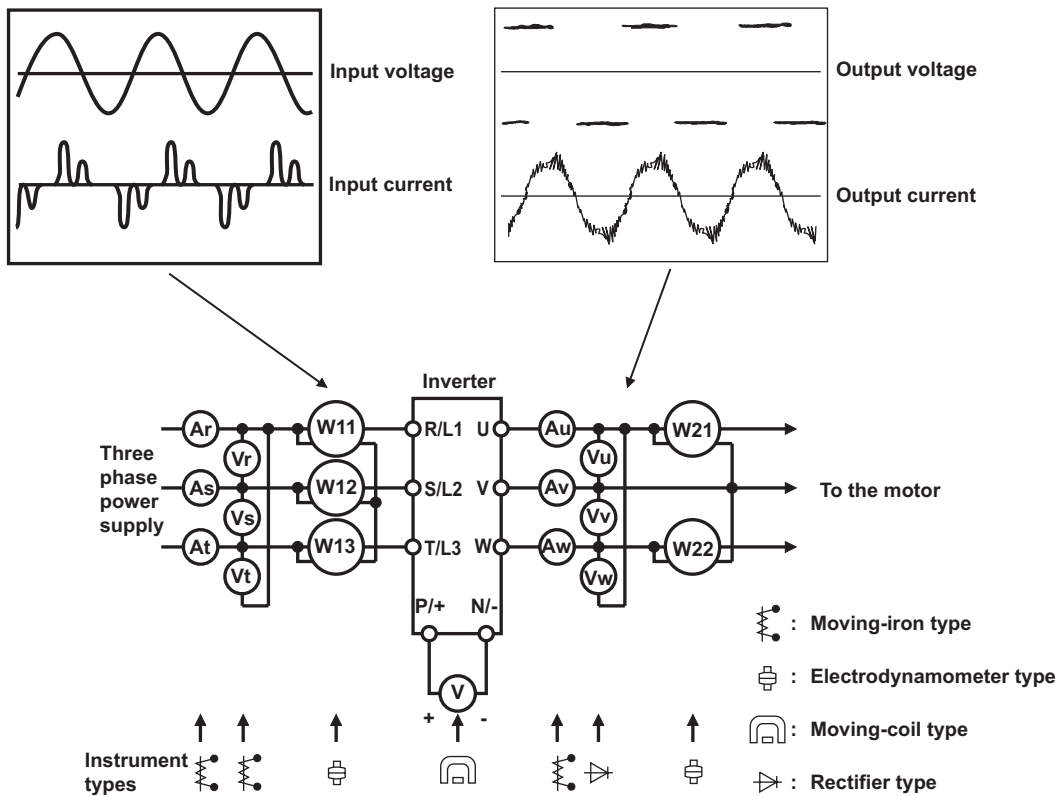 Input voltage
Input current
Output voltage
Output current
Inverter
Three
phase
power
supply
Ar
As
At
Vr
Vs
Vt
W11
W12
W13
R/L1
S/L2
T/L3
U
V
W
P/+
N/-
Au
Av
Aw
Vu
Vv
Vw
W21
W22
To the motor
V
+
-
Instrument
types
: Moving-iron type
: Electrodynamometer type
: Moving-coil type
: Rectifier type